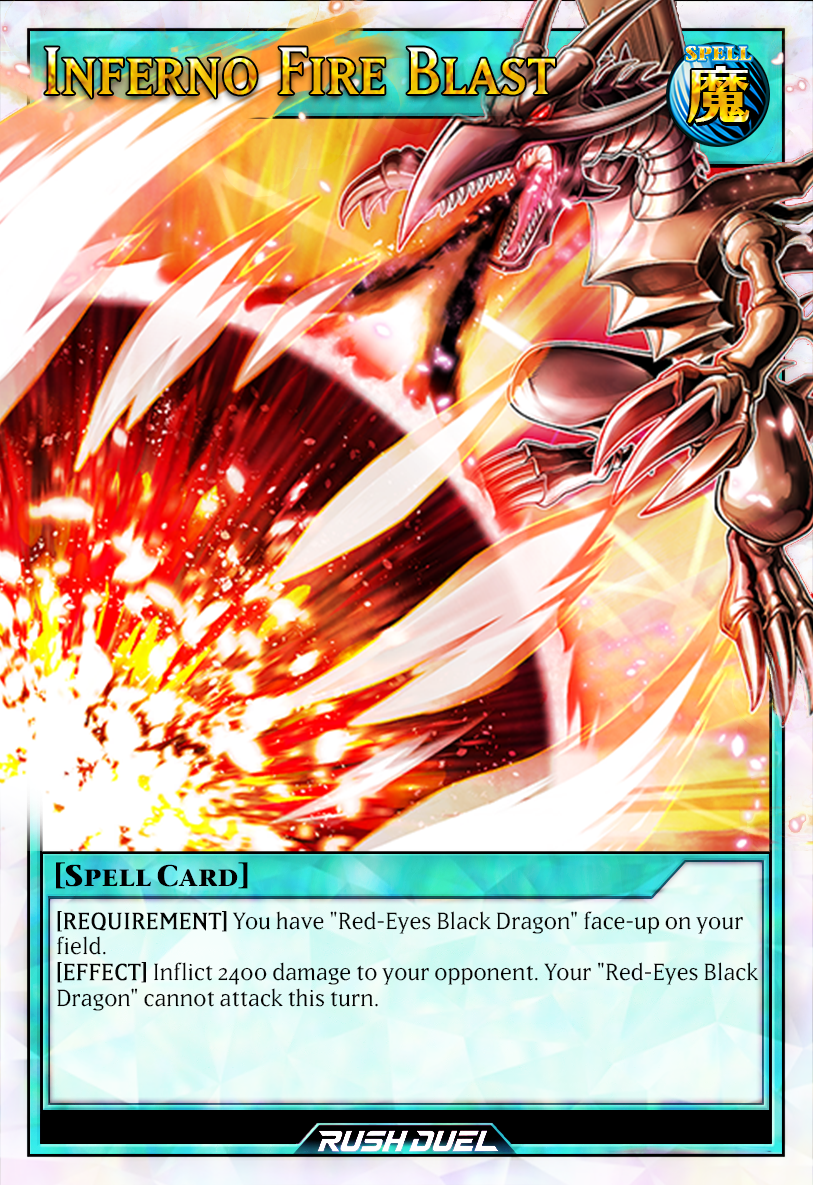 Inferno Fire Blast
SPELL
魔
[Spell Card]
[REQUIREMENT] You have "Red-Eyes Black Dragon" face-up on your
field.
[EFFECT] Inflict 2400 damage to your opponent. Your "Red-Eyes Black
Dragon" cannot attack this turn.
RUSH DUEL